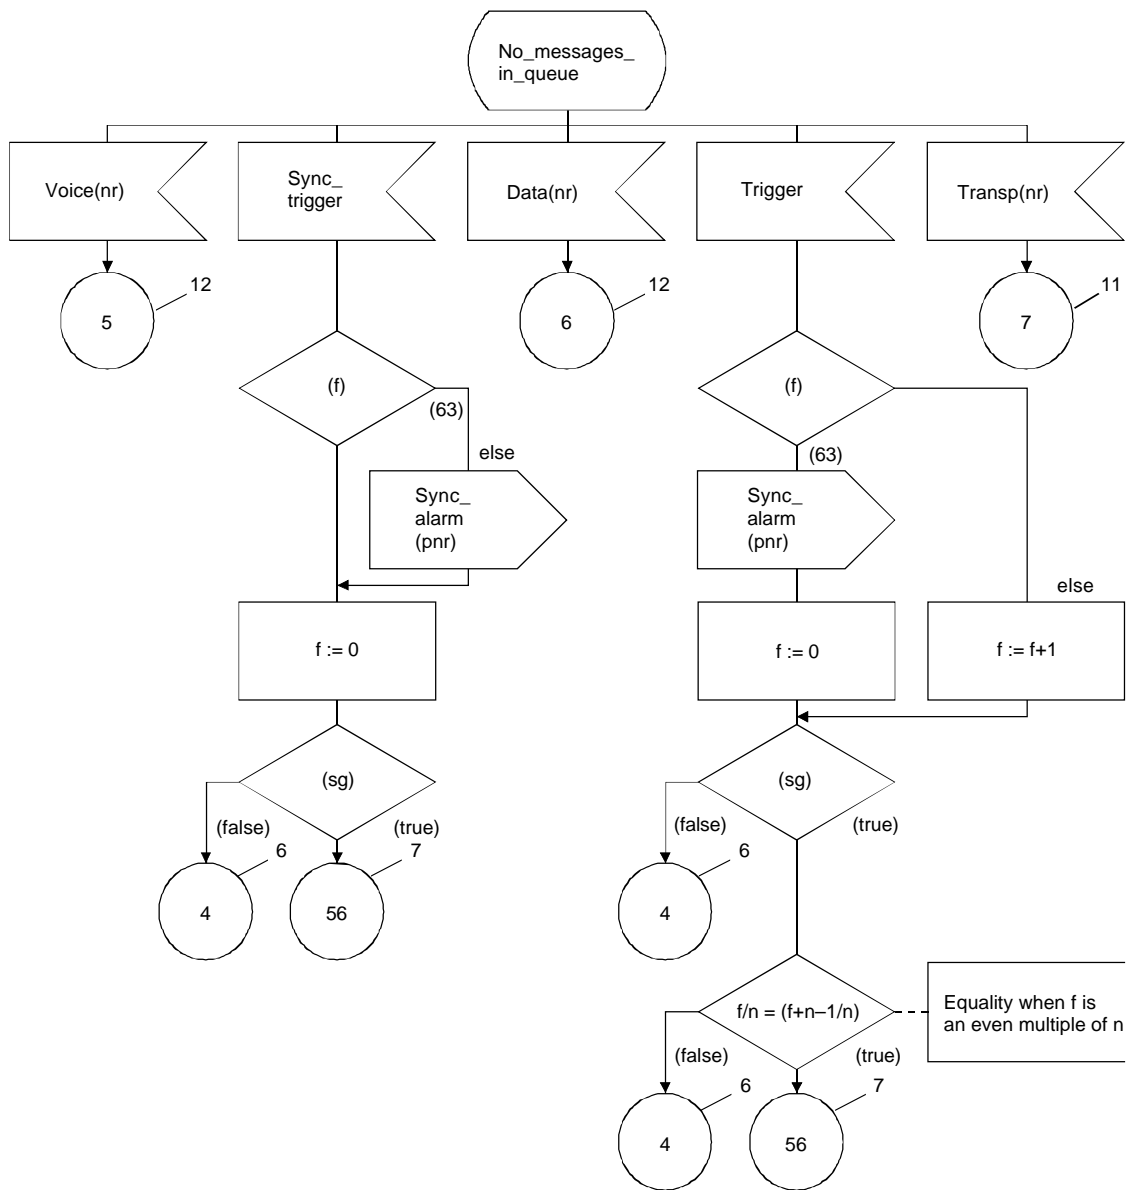 No_messages_
in_queue
Voice(nr)
Sync_
trigger
Data(nr)
Trigger
Transp(nr)
5
12
6
12
7
11
(f)
(63)
else
(f)
(63)
else
Sync_
alarm
(pnr)
Sync_
alarm
(pnr)
f := 0
f := 0
f := f+1
(sg)
(false)
(true)
(sg)
(false)
(true)
4
6
56
7
4
6
f/n = (f+n–1/n)
(false)
(true)
Equality when f is
an even multiple of n
4
6
56
7